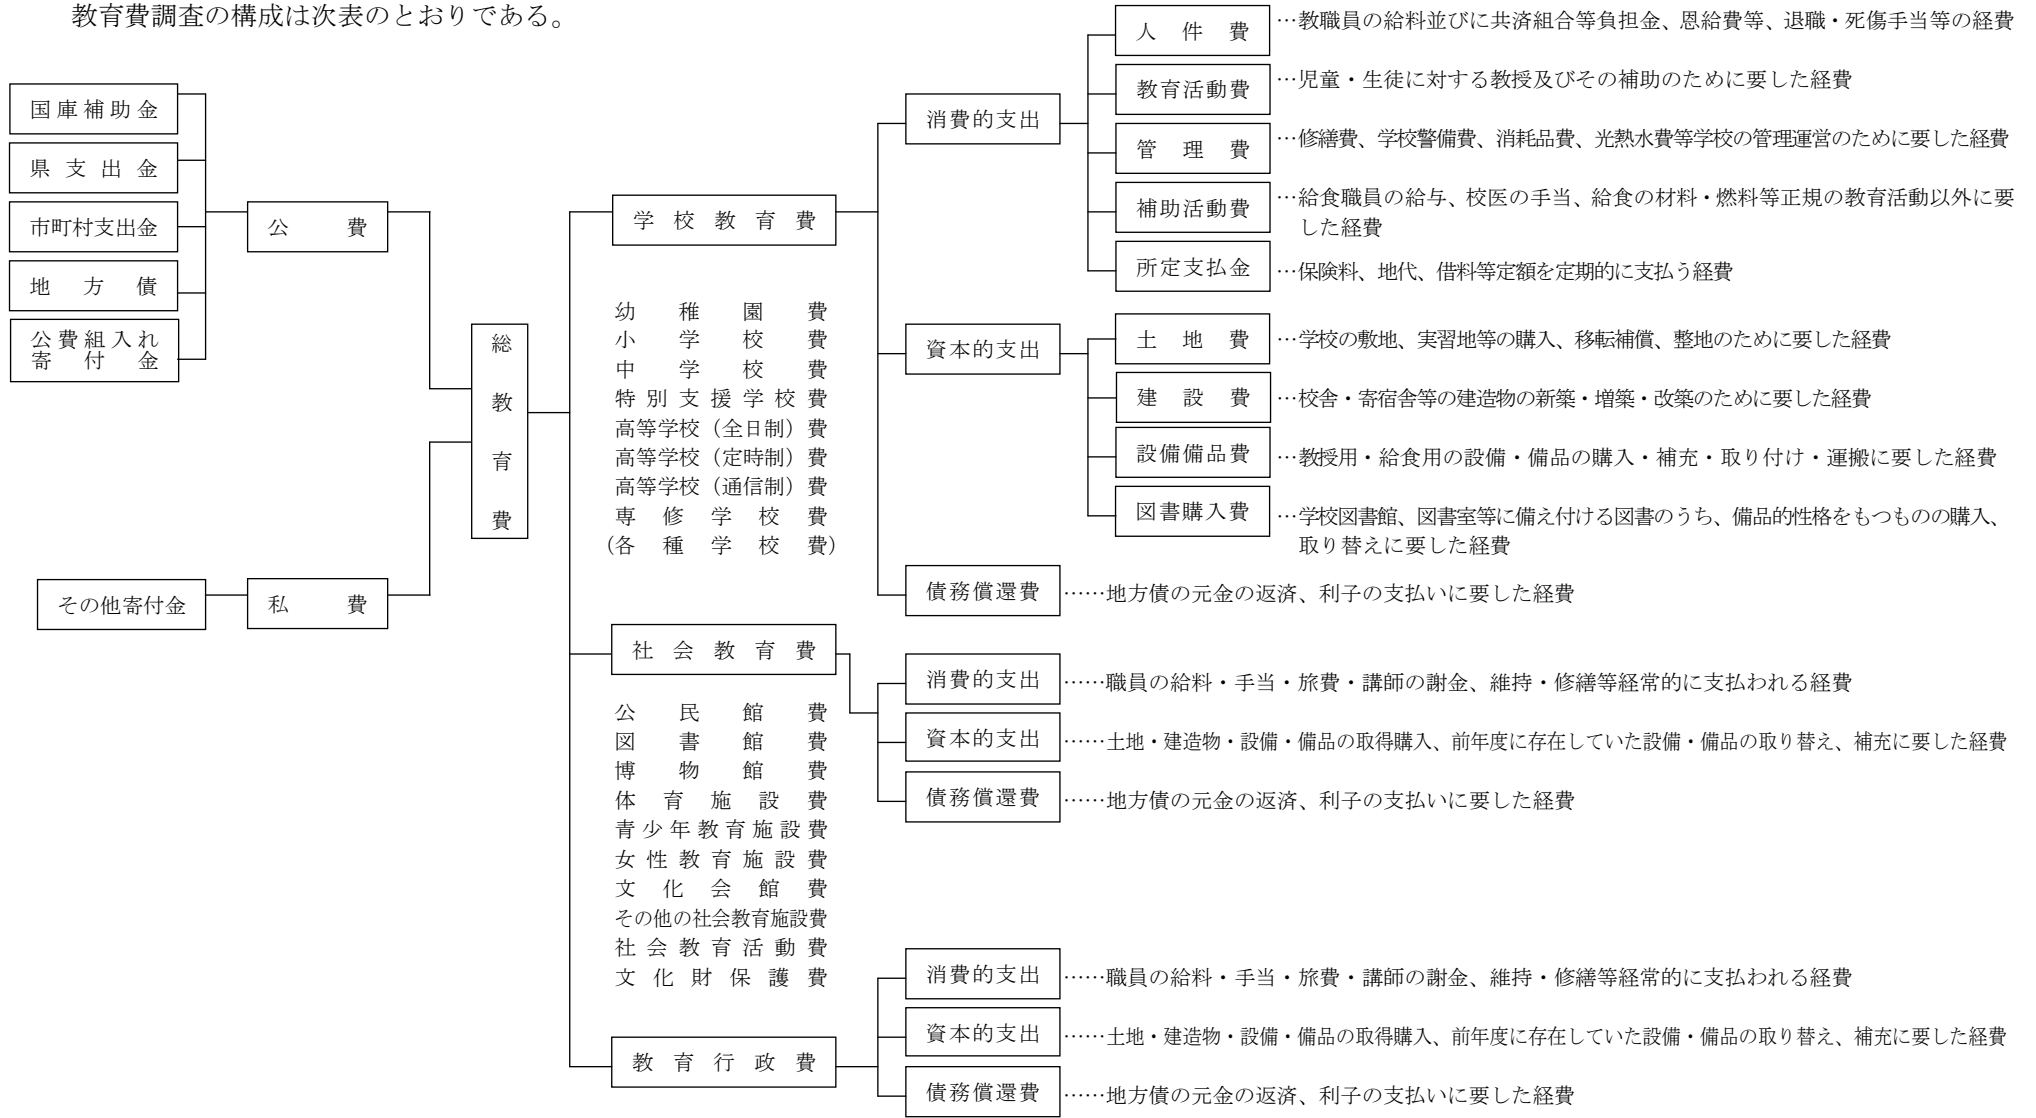 教育費調査の構成は次表のとおりである。
国庫補助金
県支出金
市町村支出金
地方債
公費組入れ
寄付金
公費
その他寄付金
私費
総教育費
学校教育費
幼稚園費
小学校費
中学校費
特別支援学校費
高等学校（全日制）費
高等学校（定時制）費
高等学校（通信制）費
専修学校費
（各種学校費）
消費的支出
人件費…教職員の給料並びに共済組合等負担金、恩給費等、退職・死傷手当等の経費
教育活動費…児童・生徒に対する教授及びその補助のために要した経費
管理費…修繕費、学校警備費、消耗品費、光熱水費等学校の管理運営のために要した経費
補助活動費…給食職員の給与、校医の手当、給食の材料・燃料等正規の教育活動以外に要
した経費
所定支払金…保険料、地代、借料等定額を定期的に支払う経費
資本的支出
土地費…学校の敷地、実習地等の購入、移転補償、整地のために要した経費
建設費…校舎・寄宿舎等の建造物の新築・増築・改築のために要した経費
設備備品費…教授用・給食用の設備・備品の購入・補充・取り付け・運搬に要した経費
図書購入費…学校図書館、図書室等に備え付ける図書のうち、備品的性格をもつものの購入、
取り替えに要した経費
債務償還費……地方債の元金の返済、利子の支払いに要した経費
社会教育費
公民館費
図書館費
博物館費
体育施設費
青少年教育施設費
女性教育施設費
文化会館費
その他の社会教育施設費
社会教育活動費
文化財保護費
消費的支出……職員の給料・手当・旅費・講師の謝金、維持・修繕等経常的に支払われる経費
資本的支出……土地・建造物・設備・備品の取得購入、前年度に存在していた設備・備品の取り替え、補充に要した経費
債務償還費……地方債の元金の返済、利子の支払いに要した経費
教育行政費
消費的支出……職員の給料・手当・旅費・講師の謝金、維持・修繕等経常的に支払われる経費
資本的支出……土地・建造物・設備・備品の取得購入、前年度に存在していた設備・備品の取り替え、補充に要した経費
債務償還費……地方債の元金の返済、利子の支払いに要した経費